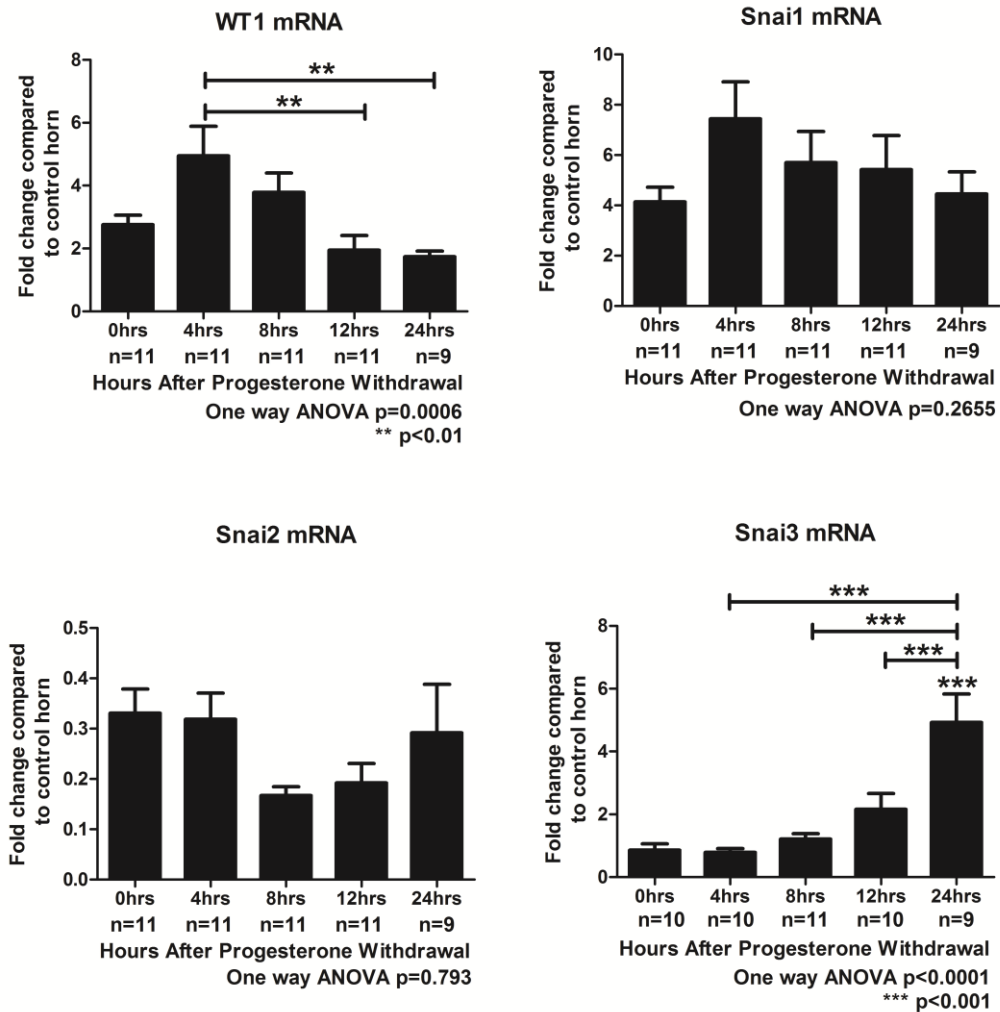 WT1 mRNA
Fold change compared
to control horn
8
6
4
2
0
**
**
0hrs 4hrs 8hrs 12hrs 24hrs
n=11 n=11 n=11 n=11 n=9
Hours After Progesterone Withdrawal
One way ANOVA p=0.0006
** p<0.01
Snai1 mRNA
Fold change compared
to control horn
10
8
6
4
2
0
0hrs 4hrs 8hrs 12hrs 24hrs
n=11 n=11 n=11 n=11 n=9
Hours After Progesterone Withdrawal
One way ANOVA p=0.2655
Snai2 mRNA
Fold change compared
to control horn
0.5
0.4
0.3
0.2
0.1
0.0
0hrs 4hrs 8hrs 12hrs 24hrs
n=11 n=11 n=11 n=11 n=9
Hours After Progesterone Withdrawal
One way ANOVA p=0.793
Snai3 mRNA
Fold change compared
to control horn
8
6
4
2
0
***
***
***
***
0hrs 4hrs 8hrs 12hrs 24hrs
n=10 n=10 n=11 n=10 n=9
Hours After Progesterone Withdrawal
One way ANOVA p<0.0001
*** p<0.001